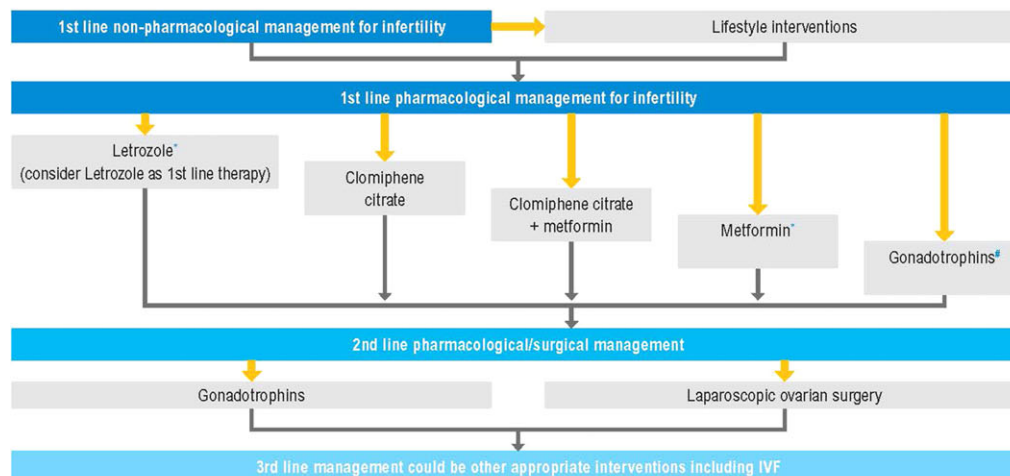 1st line non-pharmacological management for infertility
Lifestyle interventions
1st line pharmacological management for infertility
Letrozole*
(consider Letrozole as 1st line therapy)
Clomiphene
citrate
Clomiphene citrate
+ metformin
Metformin*
Gonadotrophins#
2nd line pharmacological/surgical management
Gonadotrophins
Laparoscopic ovarian surgery
3rd line management could be other appropriate interventions including IVF